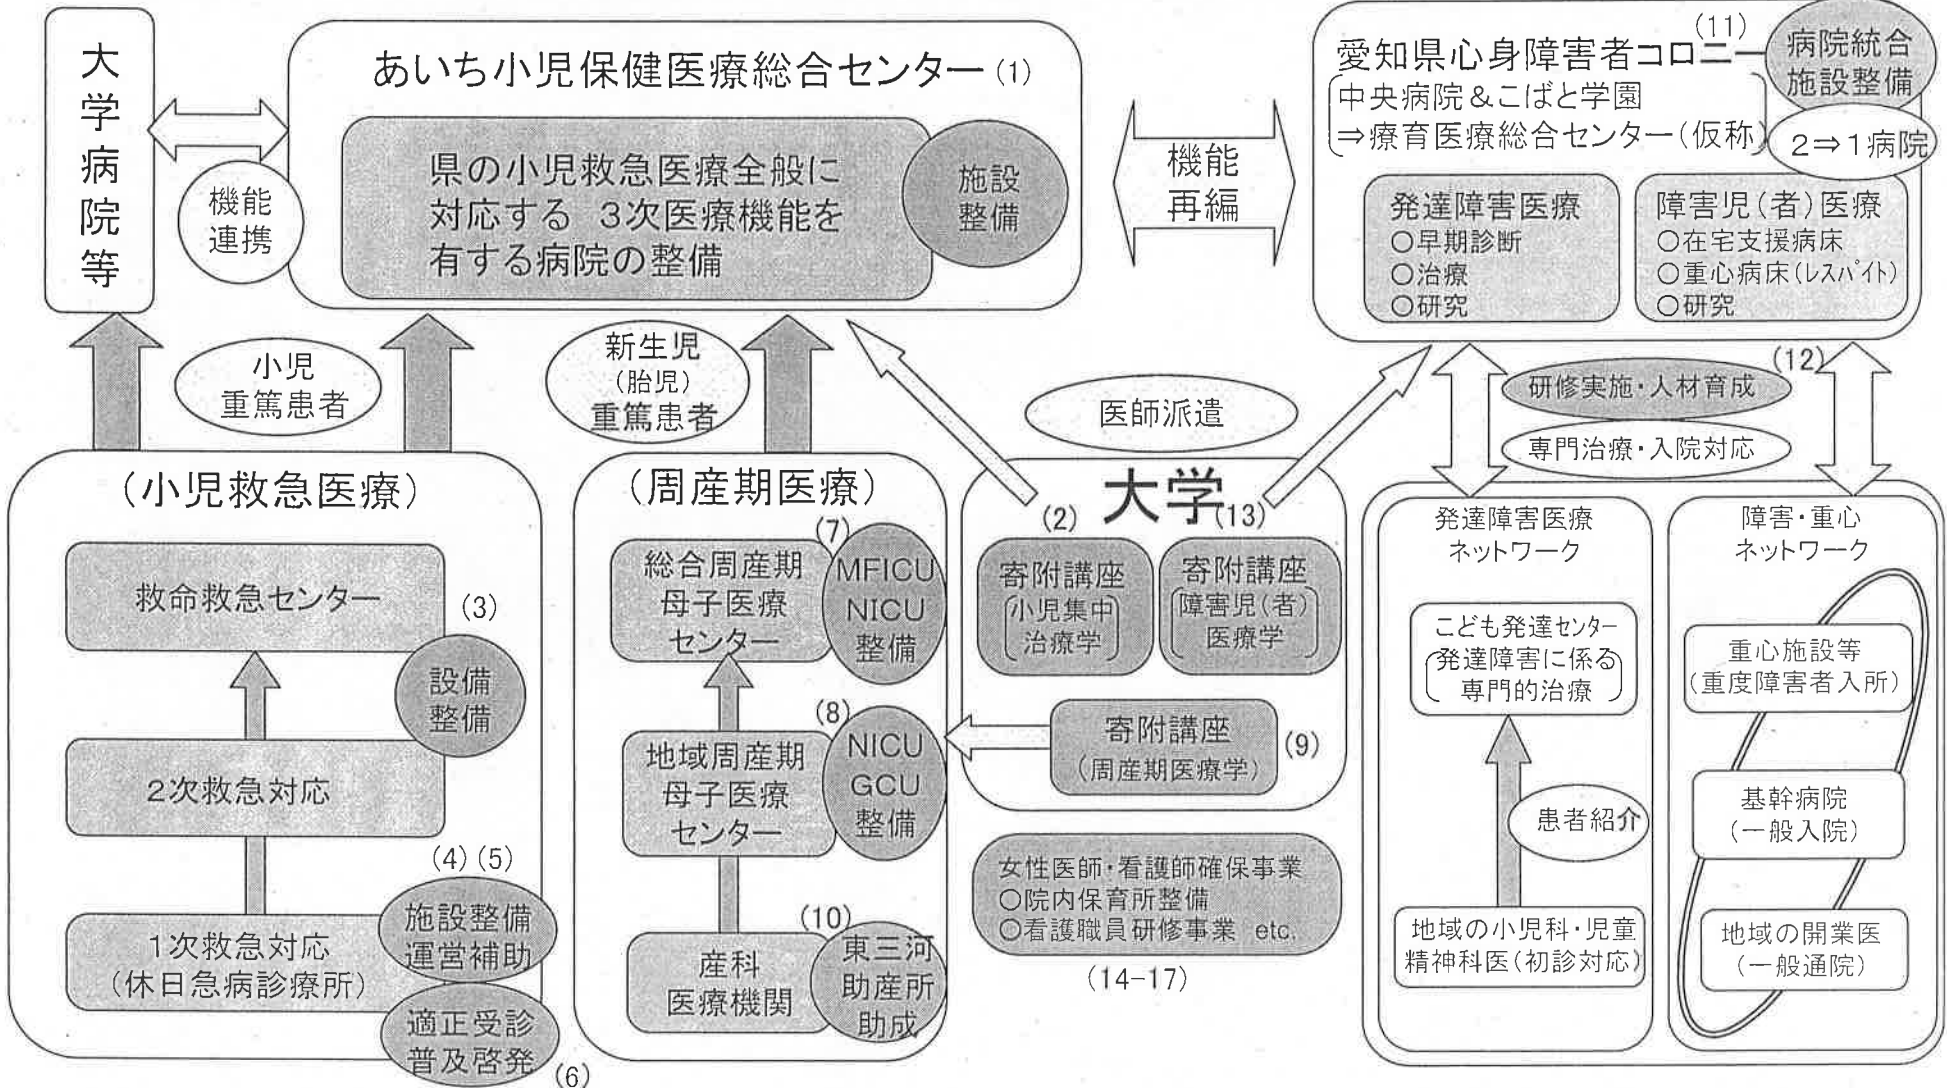 大学病院等
機能
連携
あいち小児保健医療総合センター (1)
県の小児救急医療全般に
対応する 3次医療機能を
有する病院の整備
施設
整備
機能
再編
(11)
愛知県心身障害者コロニー
中央病院&こばと学園
⇒療育医療総合センター(仮称)
病院統合
施設整備
2⇒1病院
発達障害医療
○早期診断
○治療
○研究
障害児(者)医療
○在宅支援病床
○重心病床(レスパイト)
○研究
小児
重篤患者
新生児
(胎児)
重篤患者
医師派遣
(12)
研修実施・人材育成
専門治療・入院対応
(小児救急医療)
救命救急センター
(3)
設備
整備
2次救急対応
(4)(5)
施設整備
運営補助
1次救急対応
(休日急病診療所)
適正受診
普及啓発
(6)
(周産期医療)
(7)
総合周産期
母子医療
センター
MFICU
NICU
整備
(8)
地域周産期
母子医療
センター
NICU
GCU
整備
(10)
産科
医療機関
東三河
助産所
助成
大学
(2)
(13)
寄附講座
小児集中
治療学
寄附講座
障害児(者)
医療学
寄附講座
(周産期医療学)
(9)
女性医師・看護師確保事業
○院内保育所整備
○看護職員研修事業 etc.
(14-17)
発達障害医療
ネットワーク
こども発達センター
発達障害に係る
専門的治療
患者紹介
地域の小児科・児童
精神科医(初診対応)
障害・重心
ネットワーク
重心施設等
(重度障害者入所)
基幹病院
(一般入院)
地域の開業医
(一般通院)